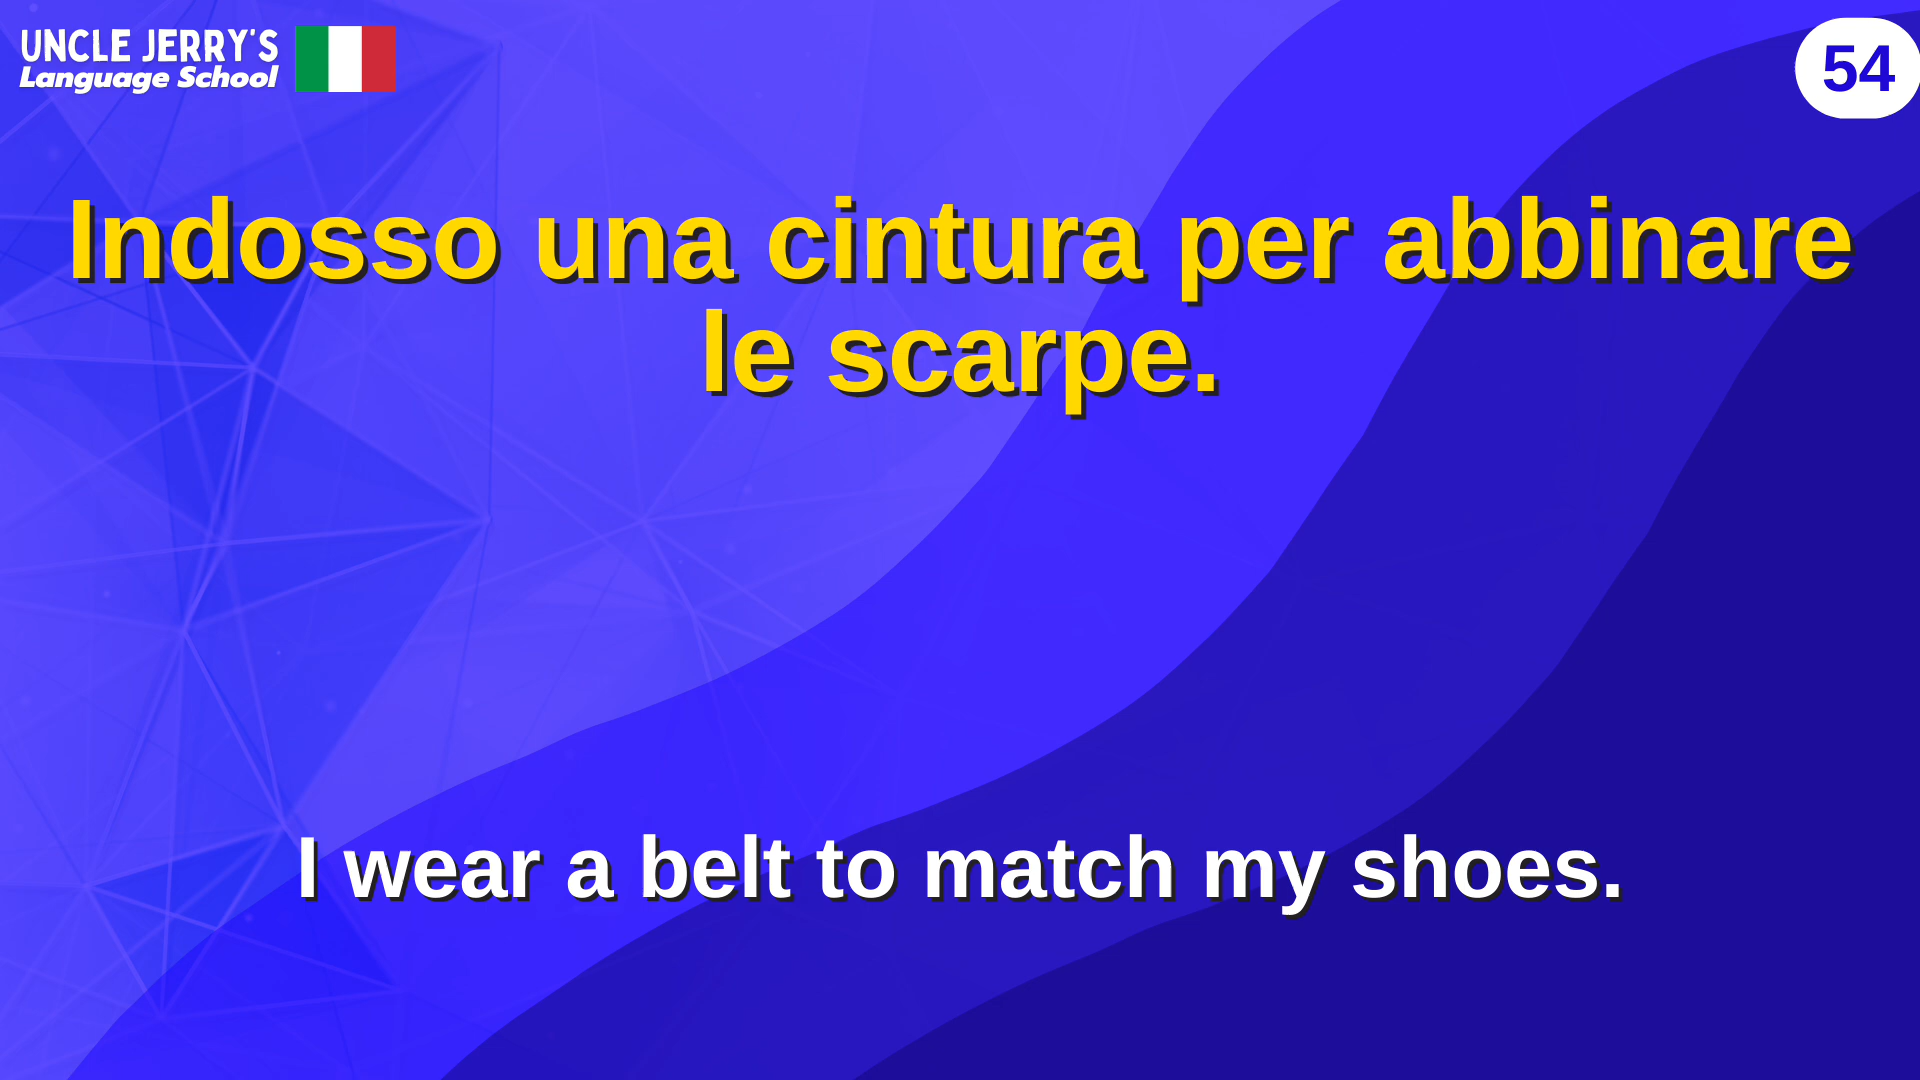 UNCLE JERRY'S
Language School
54
Indosso una cintura per abbinare
le scarpe.
I wear a belt to match my shoes.